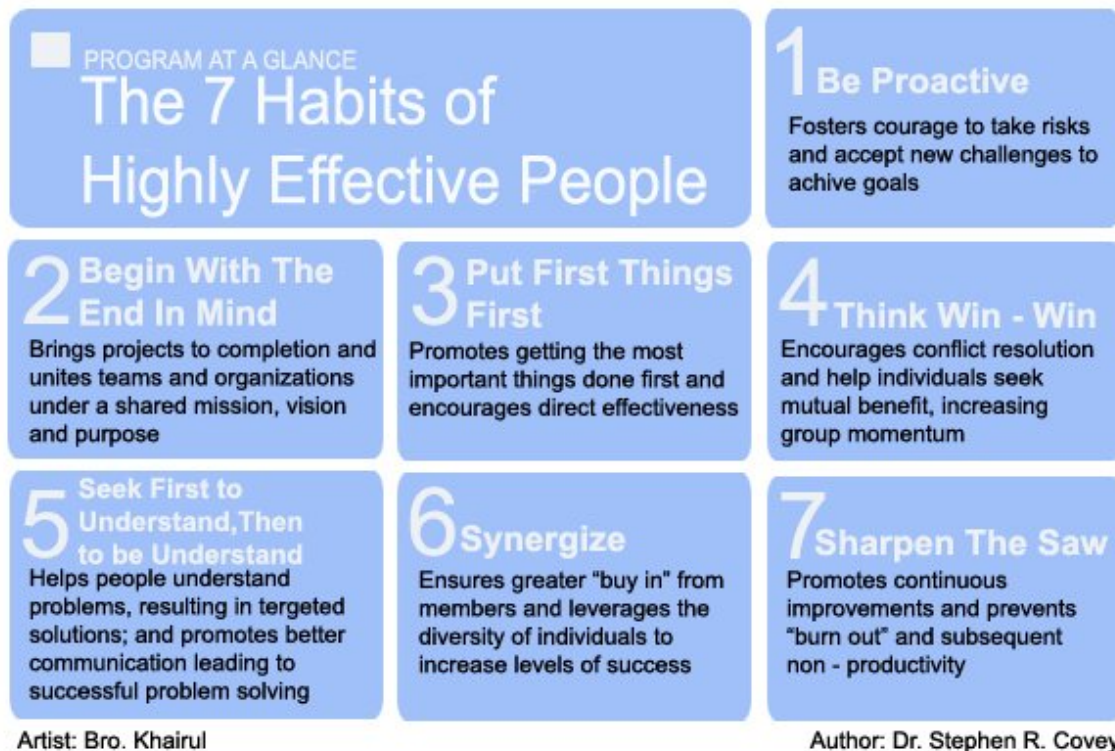 PROGRAM AT A GLANCE
The 7 Habits of
Highly Effective People
1 Be Proactive
Fosters courage to take risks
and accept new challenges to
achive goals
2 Begin With The
End In Mind
Brings projects to completion and
unites teams and organizations
under a shared mission, vision
and purpose
3 Put First Things
First
Promotes getting the most
important things done first and
encourages direct effectiveness
4 Think Win - Win
Encourages conflict resolution
and help individuals seek
mutual benefit, increasing
group momentum
5 Seek First to
Understand,Then
to be Understand
Helps people understand
problems, resulting in tergeted
solutions; and promotes better
communication leading to
successful problem solving
6 Synergize
Ensures greater “buy in” from
members and leverages the
diversity of individuals to
increase levels of success
7 Sharpen The Saw
Promotes continuous
improvements and prevents
“burn out” and subsequent
non - productivity
Artist: Bro. Khairul
Author: Dr. Stephen R. Covey